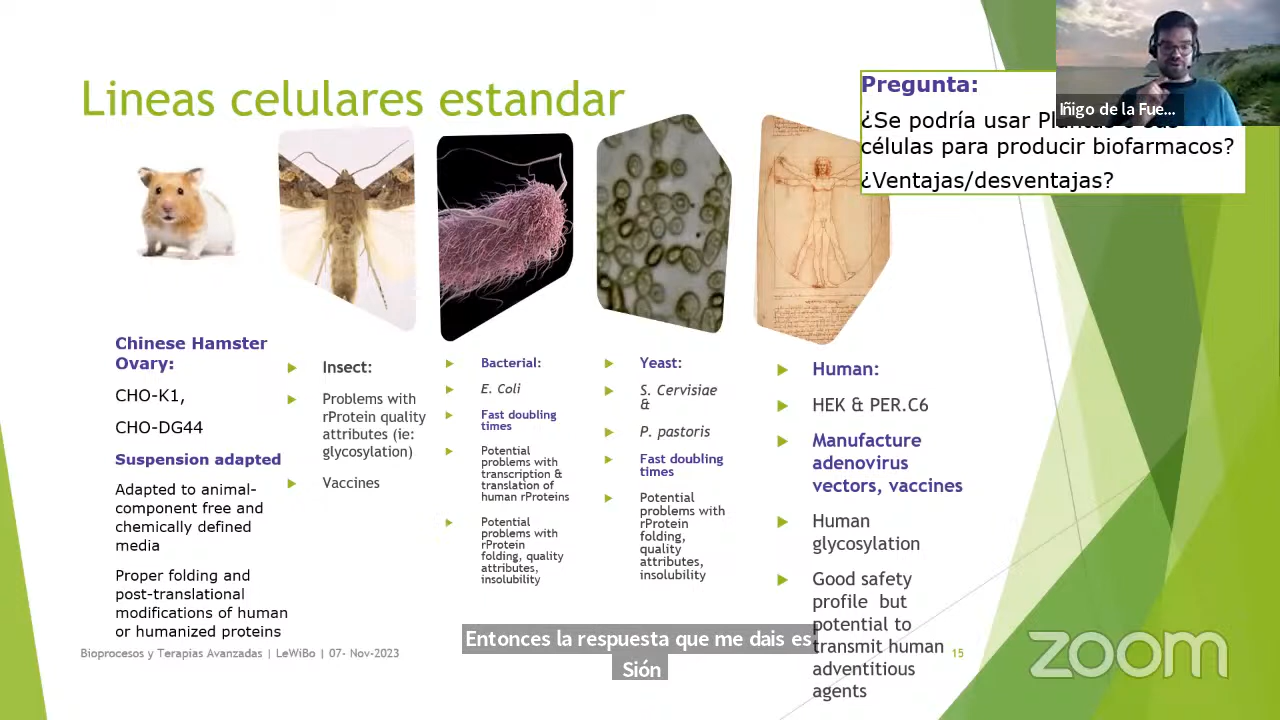 Lineas celulares estandar
Pregunta:
¿Se podría usar
células para producir biofarmacos?
¿Ventajas/desventajas?
Iñigo de la Fue...
Chinese Hamster
Ovary:
CHO-K1,
CHO-DG44
Suspension adapted
Adapted to animal-
component free and
chemically defined
media
Proper folding and
post-translational
modifications of human
or humanized proteins
Insect:
Problems with
rProtein quality
attributes (ie:
glycosylation)
Vaccines
Bacterial:
E. Coli
Fast doubling
times
Potential
problems with
transcription &
translation of
human rProteins
Potential
problems with
rProtein
folding, quality
attributes,
insolubility
Yeast:
S. Cervisiae
&
P. pastoris
Fast doubling
times
Potential
problems with
rProtein
folding,
quality
attributes,
insolubility
Human:
HEK & PER.C6
Manufacture
adenovirus
vectors, vaccines
Human
glycosylation
Good safety
profile but
potential to
transmit human
adventitious
agents
Entonces la respuesta que me dais es
Sión
Bioprocesos y Terapias Avanzadas | LeWiBo | 07- Nov-2023
15
zoom